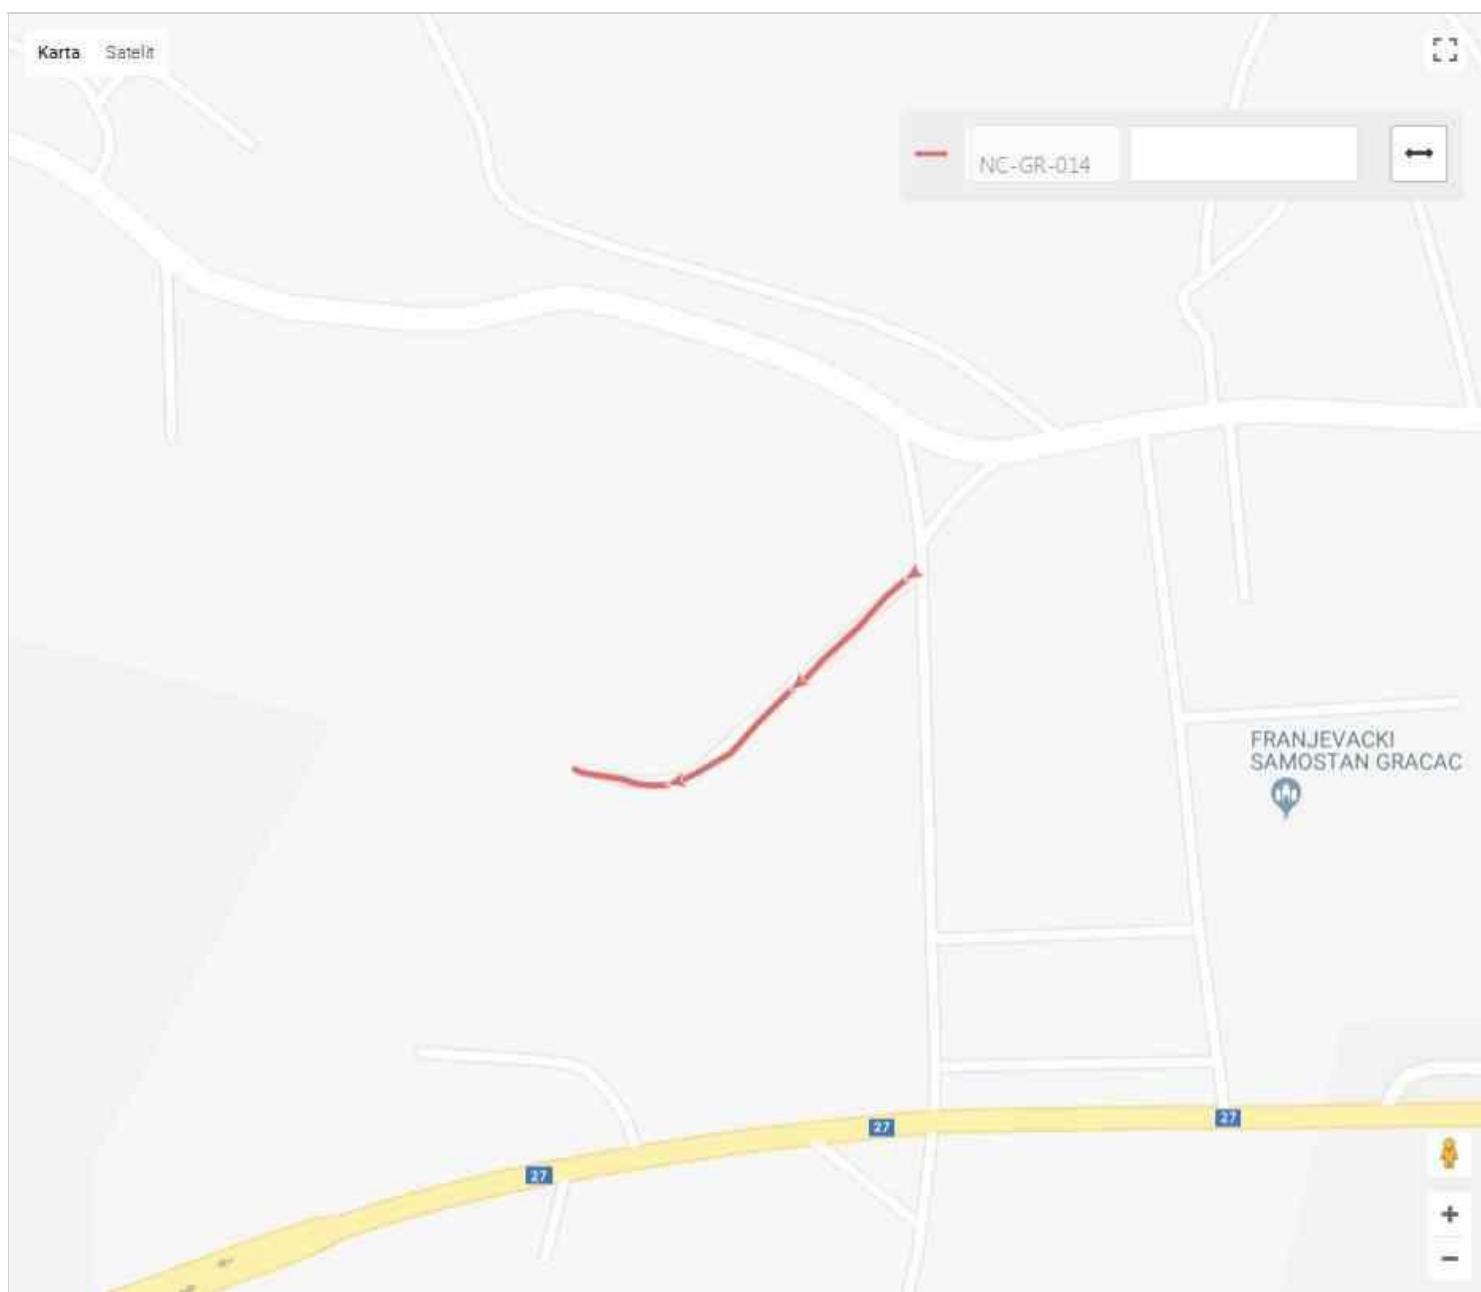 Karta Satelit
NC-GR-014
FRANJEVACKI
SAMOSTAN GRACAC
27
27
27